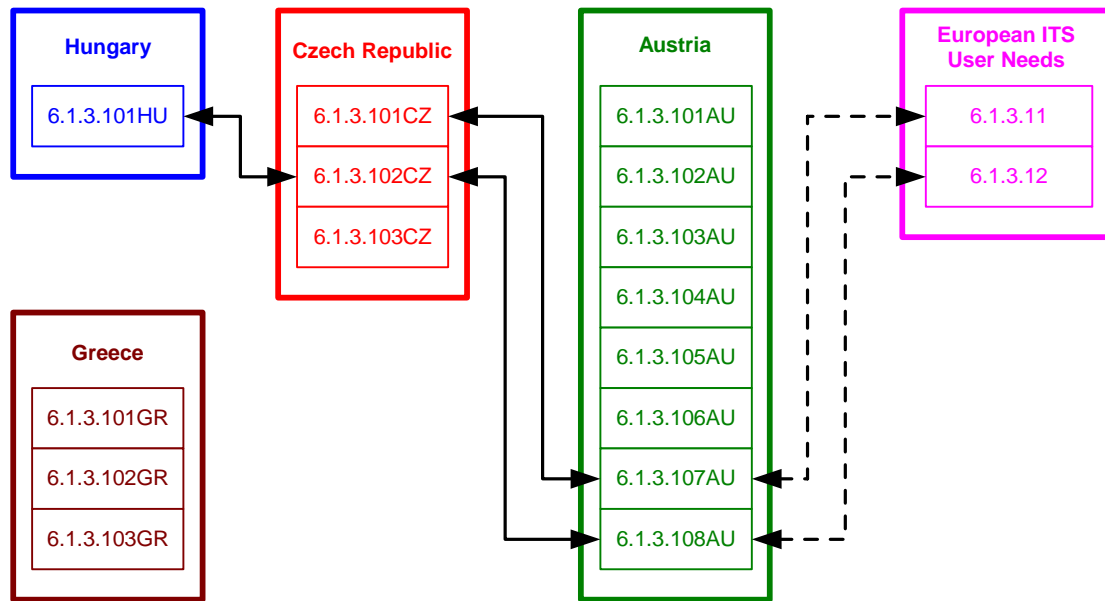 Hungary
6.1.3.101HU
Czech Republic
6.1.3.101CZ
6.1.3.102CZ
6.1.3.103CZ
Austria
6.1.3.101AU
6.1.3.102AU
6.1.3.103AU
6.1.3.104AU
6.1.3.105AU
6.1.3.106AU
6.1.3.107AU
6.1.3.108AU
European ITS
User Needs
6.1.3.11
6.1.3.12
Greece
6.1.3.101GR
6.1.3.102GR
6.1.3.103GR